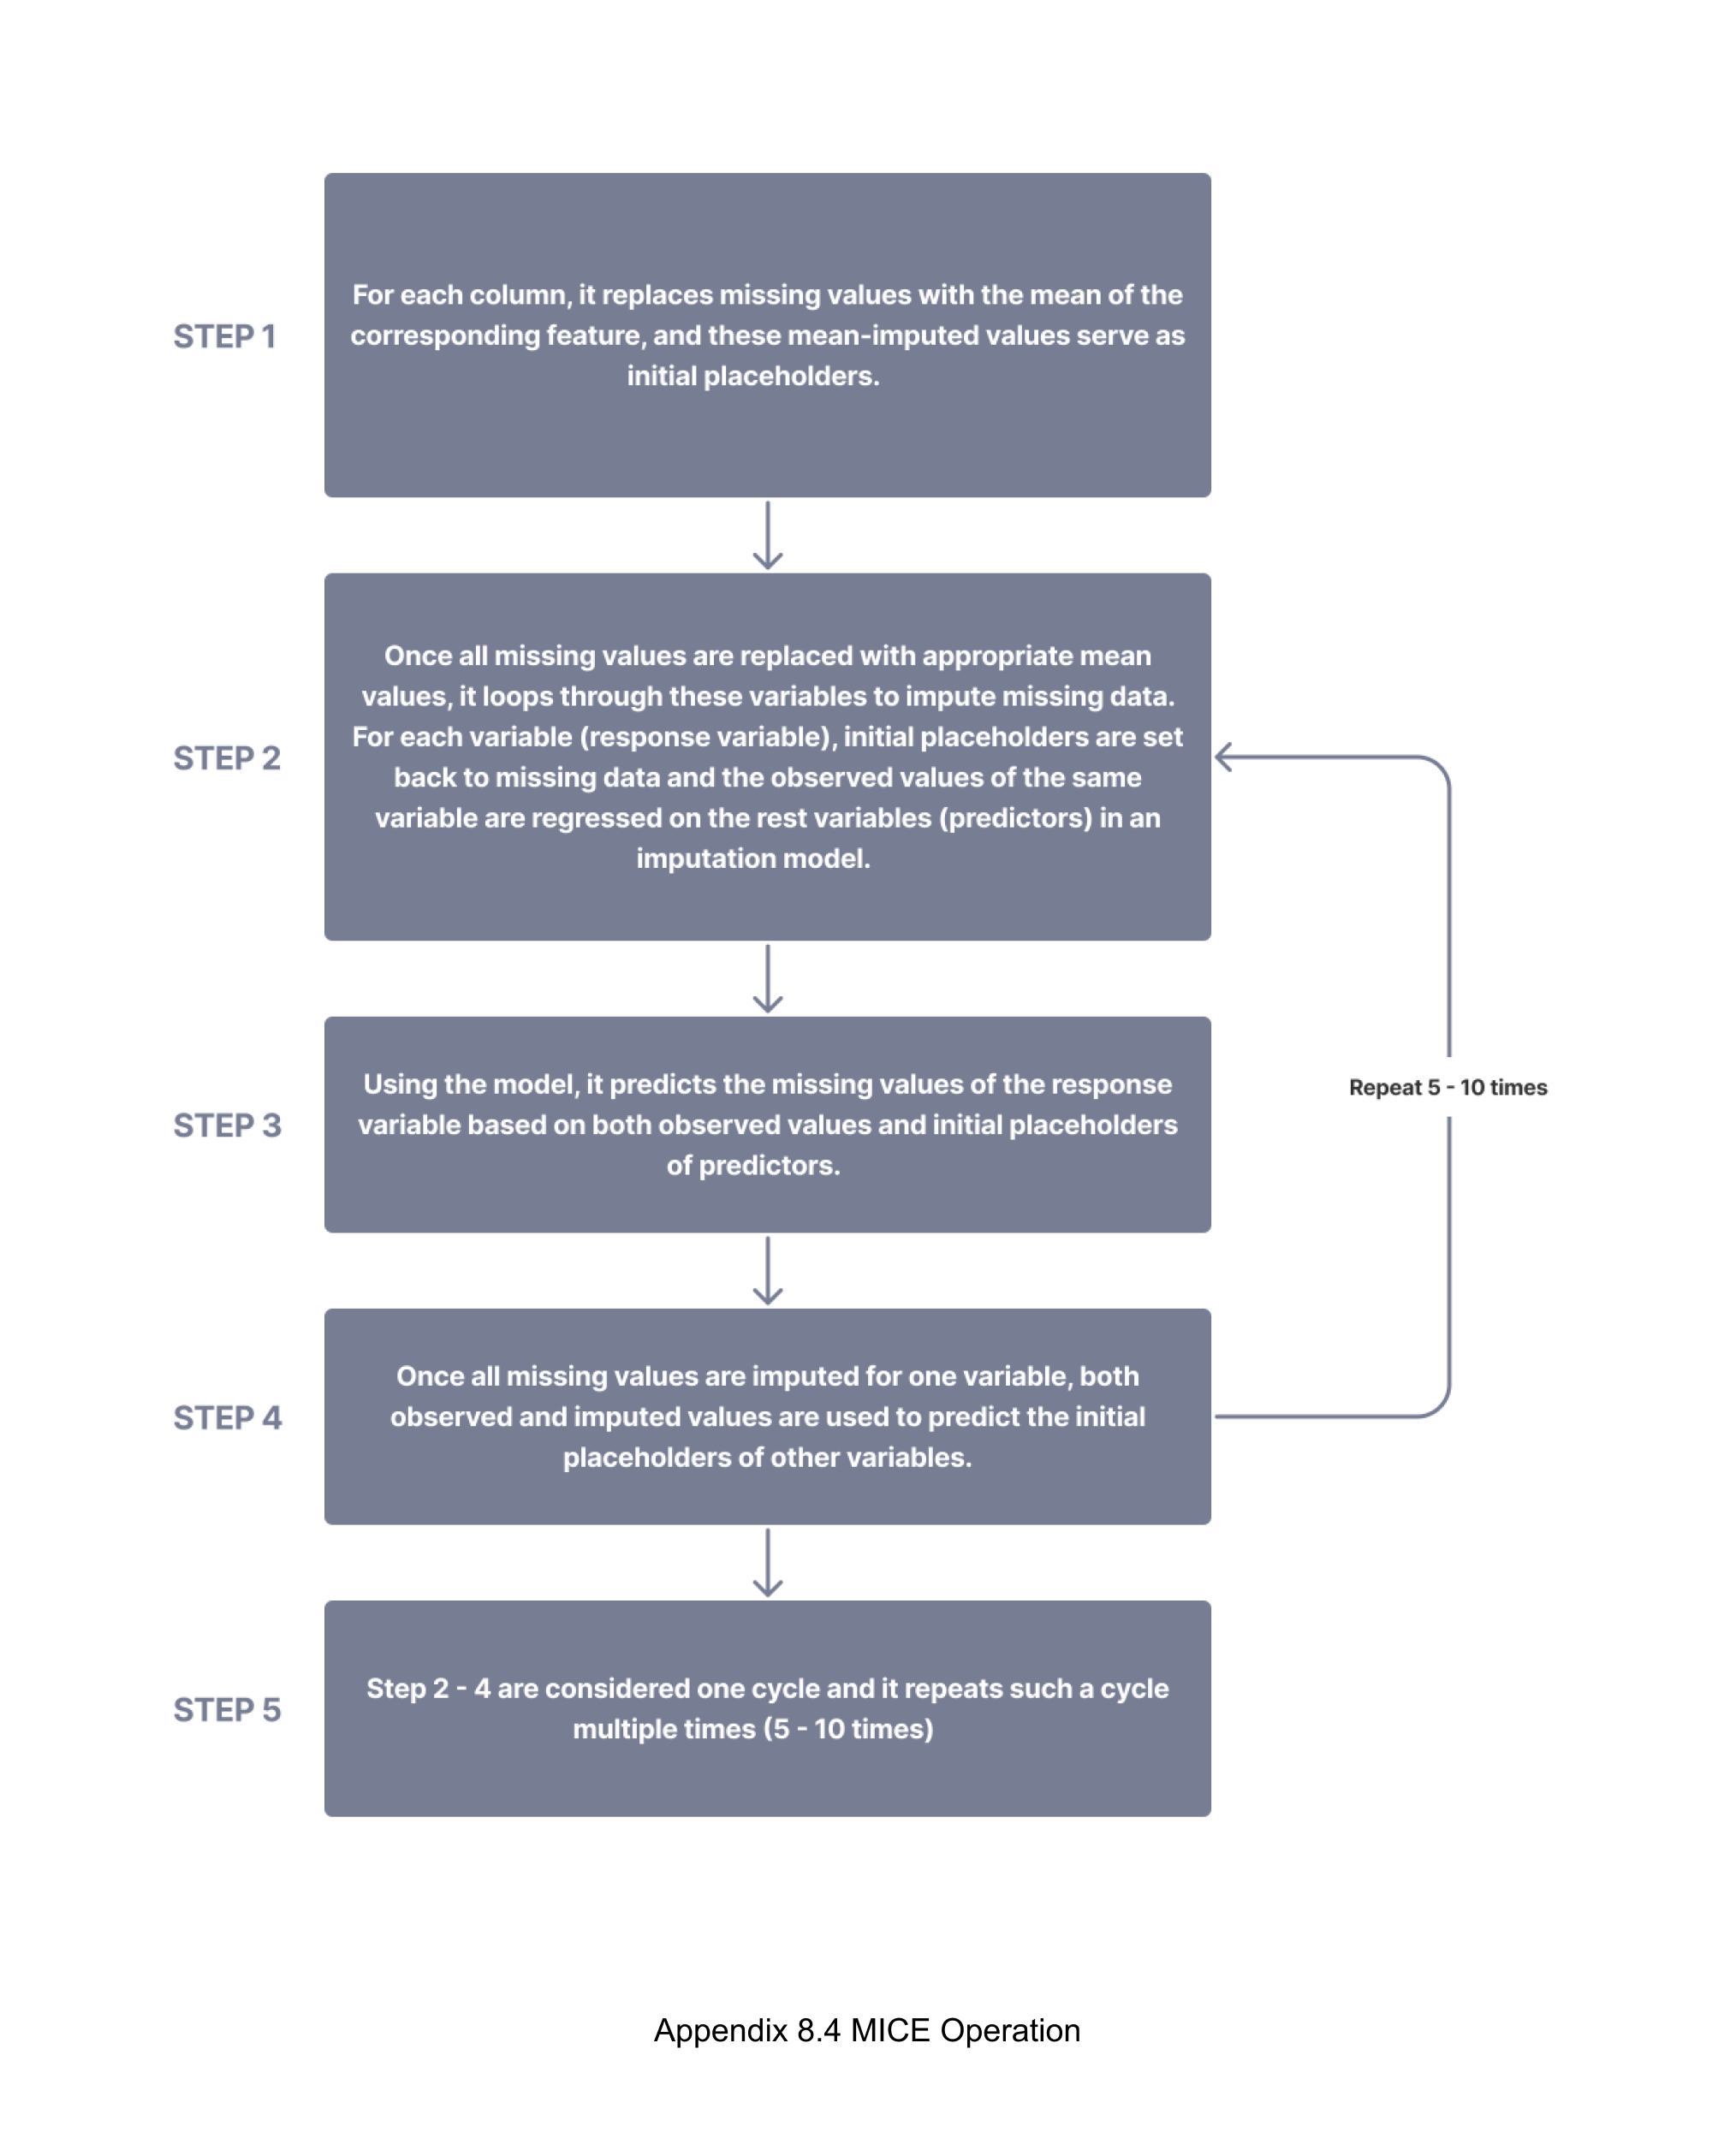 STEP 1
For each column, it replaces missing values with the mean of the
corresponding feature, and these mean-imputed values serve as
initial placeholders.
STEP 2
Once all missing values are replaced with appropriate mean
values, it loops through these variables to impute missing data.
For each variable (response variable), initial placeholders are set
back to missing data and the observed values of the same
variable are regressed on the rest variables (predictors) in an
imputation model.
STEP 3
Using the model, it predicts the missing values of the response
variable based on both observed values and initial placeholders
of predictors.
Repeat 5 - 10 times
STEP 4
Once all missing values are imputed for one variable, both
observed and imputed values are used to predict the initial
placeholders of other variables.
STEP 5
Step 2 - 4 are considered one cycle and it repeats such a cycle
multiple times (5 - 10 times)
Appendix 8.4 MICE Operation